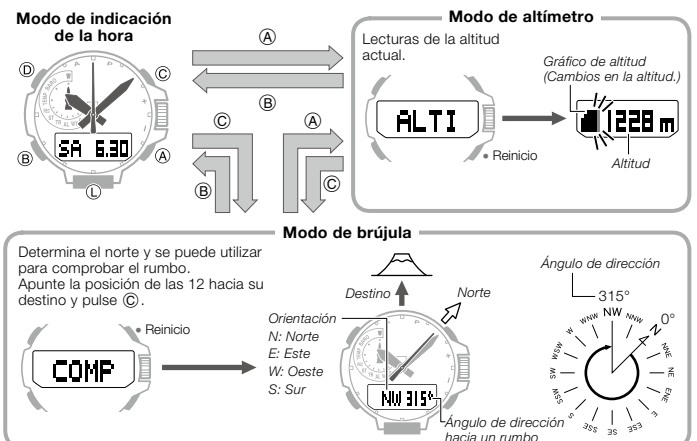 Modo de indicación
de la hora
D
C
B
A
L
TEMP BARO
A P
SA 6.30
A
B
C
A
B
C
Modo de altímetro
Lecturas de la altitud
actual.
ALTI
• Reinicio
Gráfico de altitud
(Cambios en la altitud.)
1228 m
Altitud
Modo de brújula
Determina el norte y se puede utilizar
para comprobar el rumbo.
Apunte la posición de las 12 hacia su
destino y pulse Ⓒ.
• Reinicio
COMP
Destino
Norte
Orientación
N: Norte
E: Este
W: Oeste
S: Sur
NW 315°
Ángulo de dirección
hacia un rumbo
Ángulo de dirección
315°
0°
NW NNW N NNE NE ENE E ESE SE SSE S SSW SW WSW W WNW